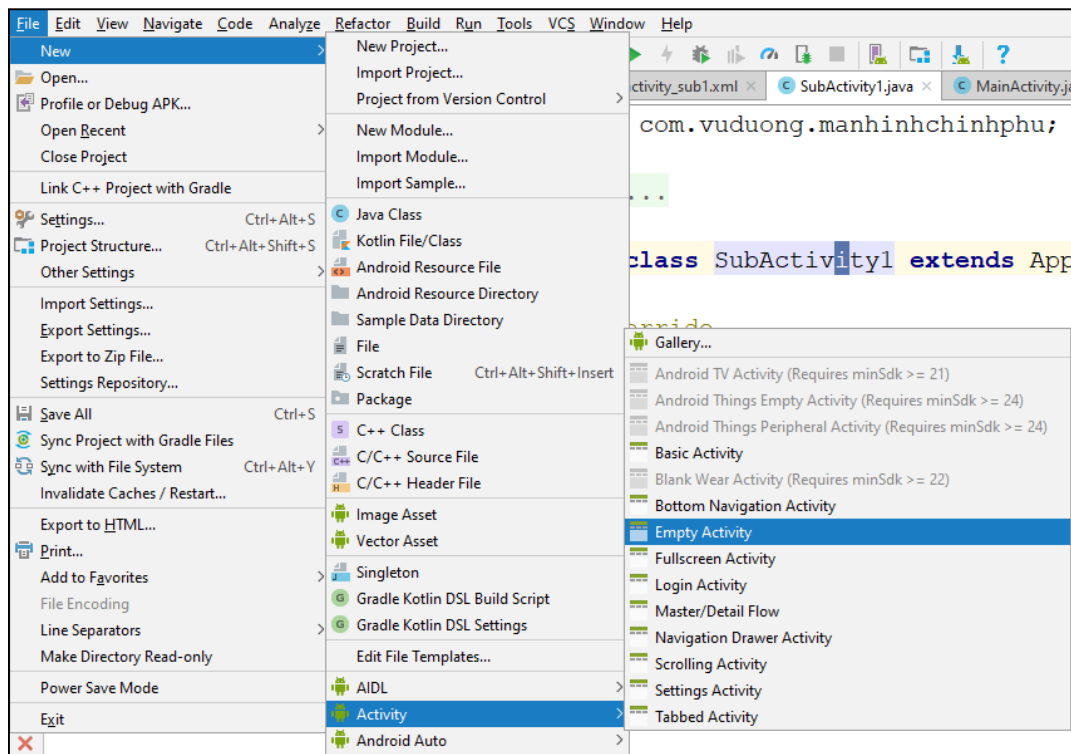 File Edit View Navigate Code Analyze Refactor Build Run Tools VCS Window Help
New
Open...
Profile or Debug APK...
Open Recent
Close Project
Link C++ Project with Gradle
Settings... Ctrl+Alt+S
Project Structure... Ctrl+Alt+Shift+S
Other Settings
Import Settings...
Export Settings...
Export to Zip File...
Settings Repository...
Save All Ctrl+S
Sync Project with Gradle Files
Sync with File System Ctrl+Alt+Y
Invalidate Caches / Restart...
Export to HTML...
Print...
Add to Favorites
File Encoding
Line Separators
Make Directory Read-only
Power Save Mode
Exit
New Project...
Import Project...
Project from Version Control
New Module...
Import Module...
Import Sample...
Java Class
Kotlin File/Class
Android Resource File
Android Resource Directory
Sample Data Directory
File
Scratch File Ctrl+Alt+Shift+Insert
Package
C++ Class
C/C++ Source File
C/C++ Header File
Image Asset
Vector Asset
Singleton
Gradle Kotlin DSL Build Script
Gradle Kotlin DSL Settings
Edit File Templates...
AIDL
Activity
Android Auto
ctivity_sub1.xml SubActivity1.java MainActivity.ja
com.vuduong.manhinhchinhphu;
...
class SubActivity1 extends App
Gallery...
Android TV Activity (Requires minSdk >= 21)
Android Things Empty Activity (Requires minSdk >= 24)
Android Things Peripheral Activity (Requires minSdk >= 24)
Basic Activity
Blank Wear Activity (Requires minSdk >= 22)
Bottom Navigation Activity
Empty Activity
Fullscreen Activity
Login Activity
Master/Detail Flow
Navigation Drawer Activity
Scrolling Activity
Settings Activity
Tabbed Activity